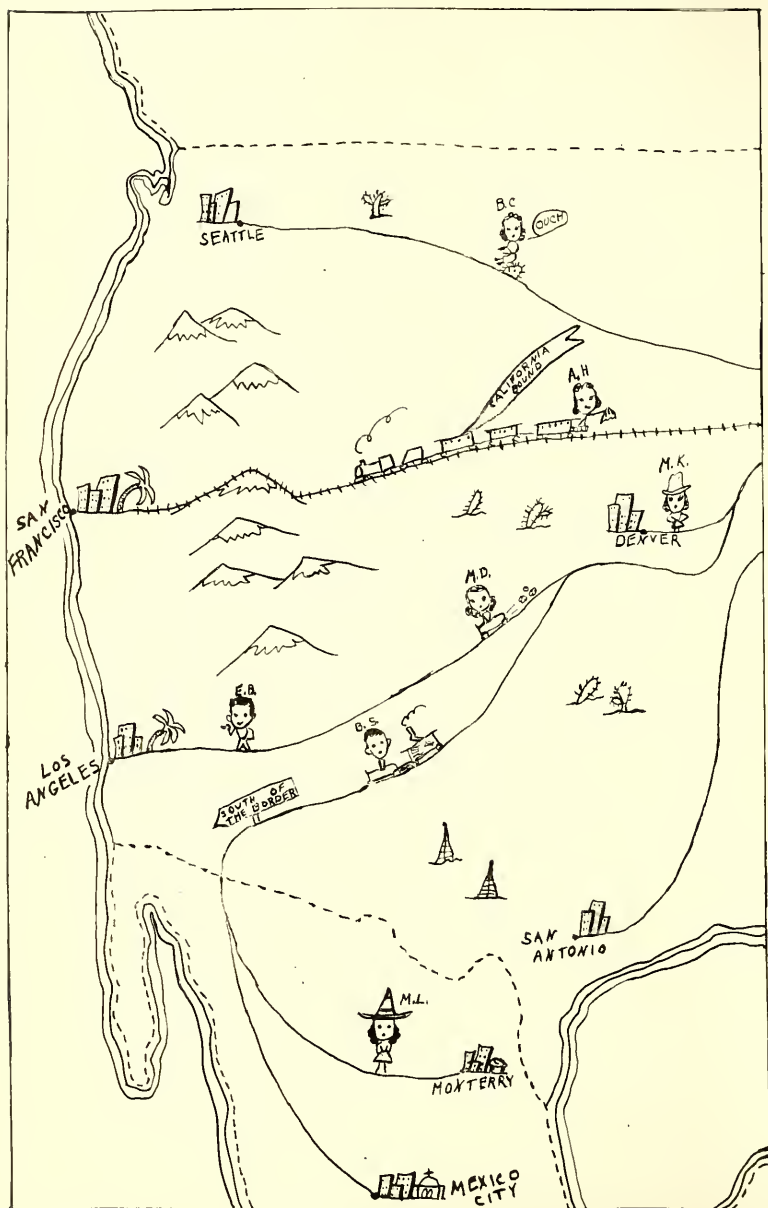 B.C
OUCH
SEATTLE
CALIFORNIA
BOUND
A.H
M.K.
SAN
FRANCISCO
DENVER
M.D.
E.B.
B.S.
LOS
ANGELES
SOUTH OF
THE BORDER
SAN
ANTONIO
M.L.
MONTERRY
MEXICO
CITY